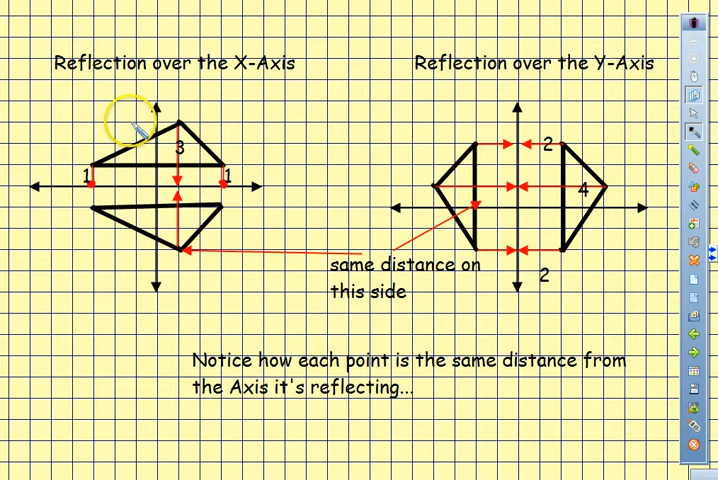 Reflection over the X-Axis
Reflection over the Y-Axis
3
1
1
2
4
2
same distance on
this side
Notice how each point is the same distance from
the Axis it's reflecting...